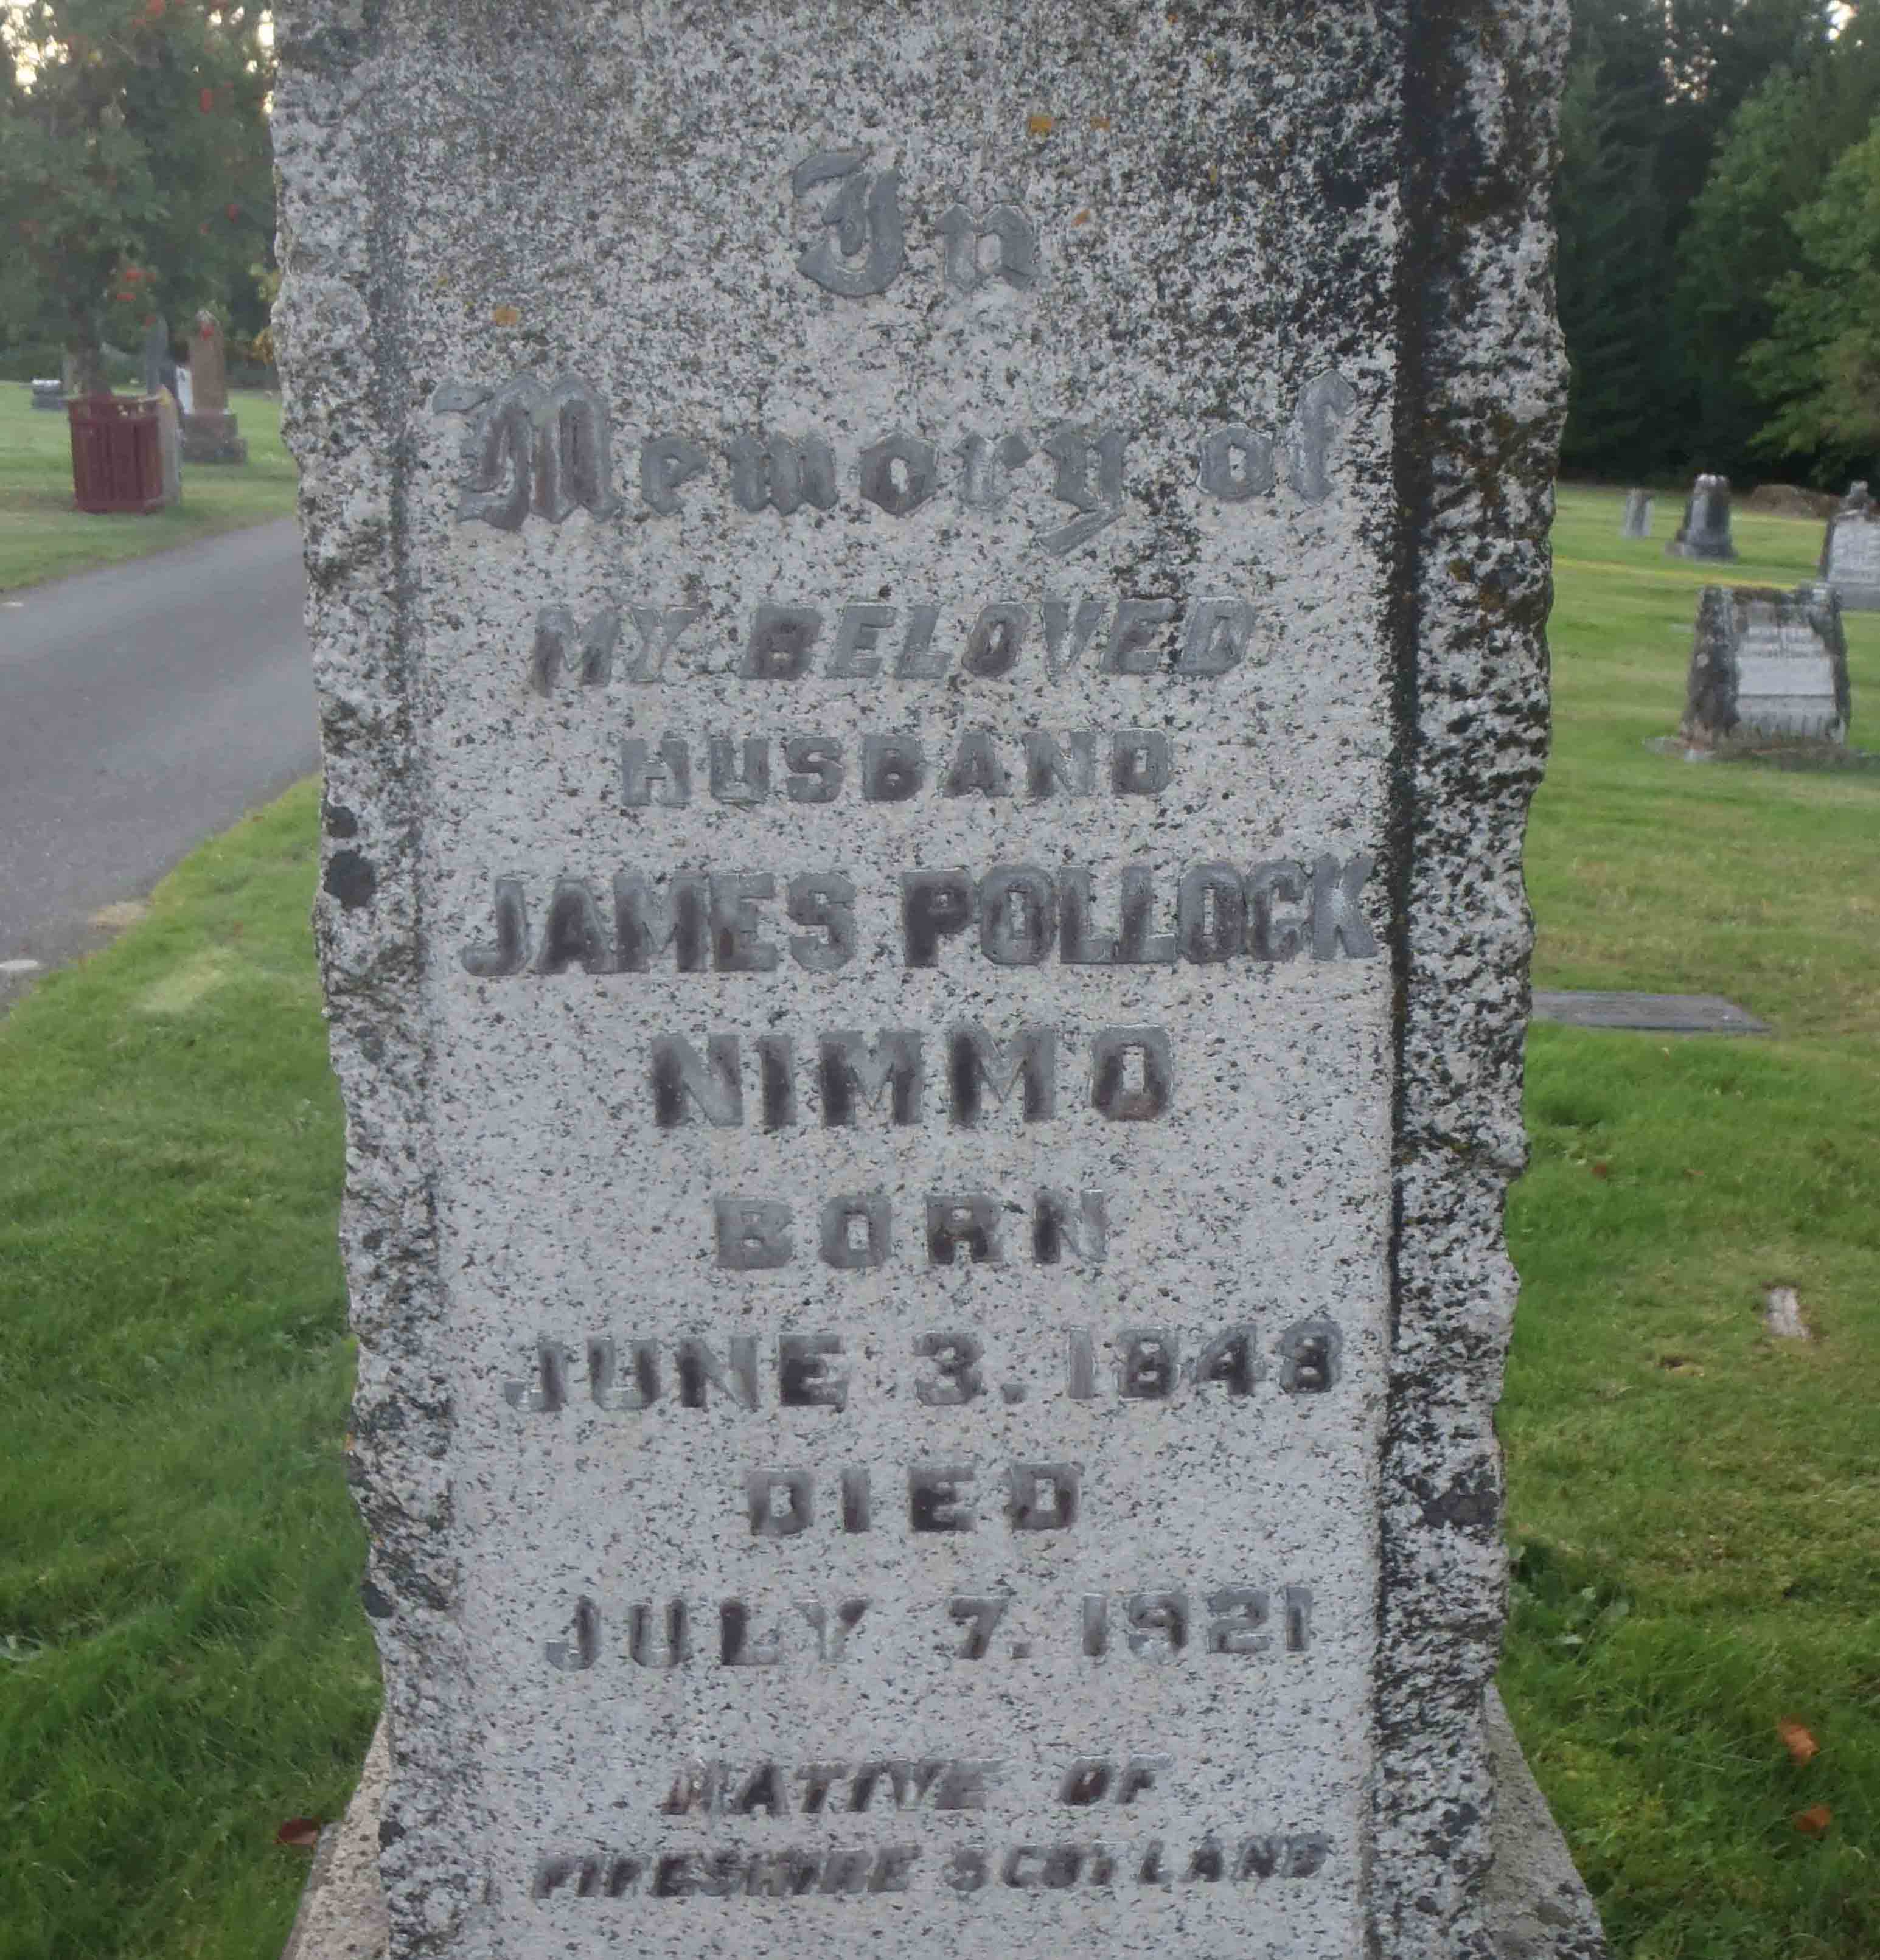 In
Memory of
MY BELOVED
HUSBAND
JAMES POLLOCK
NIMMO
BORN
JUNE 3. 1848
DIED
JULY 7. 1921
NATIVE OF
FIFESHIRE SCOTLAND